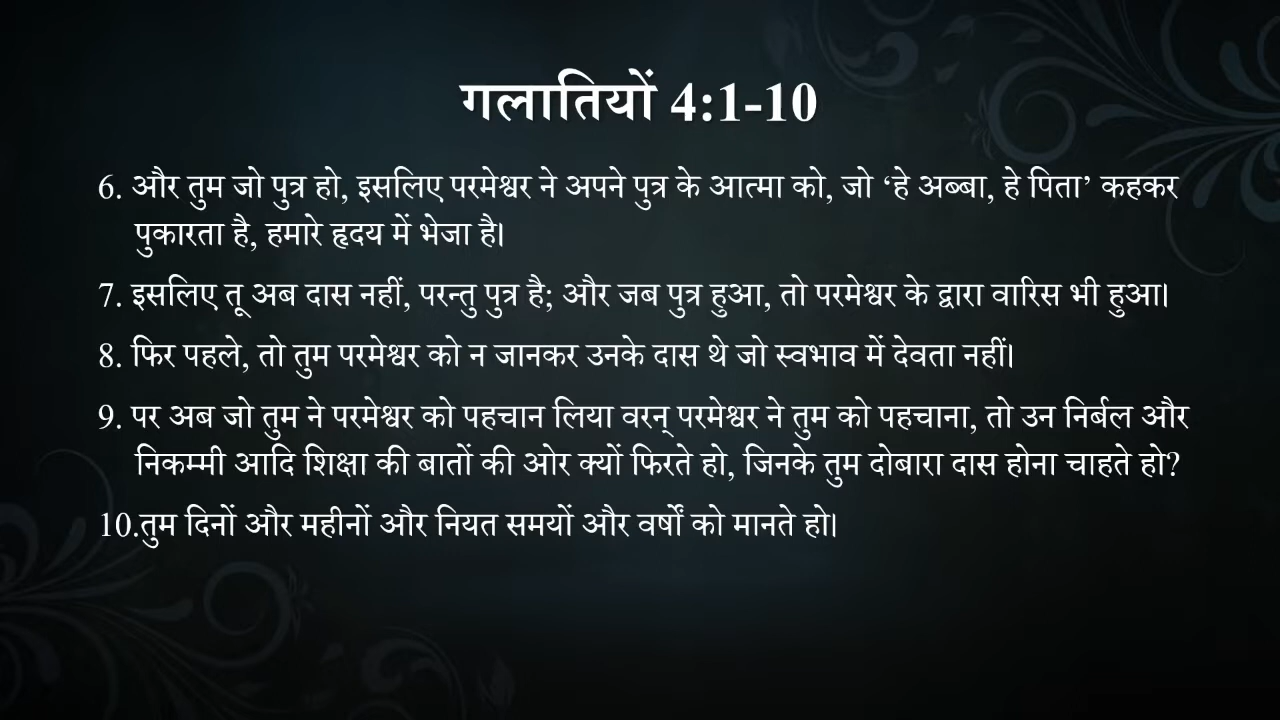 गलातियों 4:1-10
6. और तुम जो पुत्र हो, इसलिए परमेश्वर ने अपने पुत्र के आत्मा को, जो ‘हे अब्बा, हे पिता’ कहकर
पुकारता है, हमारे हृदय में भेजा है।
7. इसलिए तू अब दास नहीं, परन्तु पुत्र है; और जब पुत्र हुआ, तो परमेश्वर के द्वारा वारिस भी हुआ।
8. फिर पहले, तो तुम परमेश्वर को न जानकर उनके दास थे जो स्वभाव में देवता नहीं।
9. पर अब जो तुम ने परमेश्वर को पहचान लिया वरन् परमेश्वर ने तुम को पहचाना, तो उन निर्बल और
निकम्मी आदि शिक्षा की बातों की ओर क्यों फिरते हो, जिनके तुम दोबारा दास होना चाहते हो?
10.तुम दिनों और महीनों और नियत समयों और वर्षों को मानते हो।